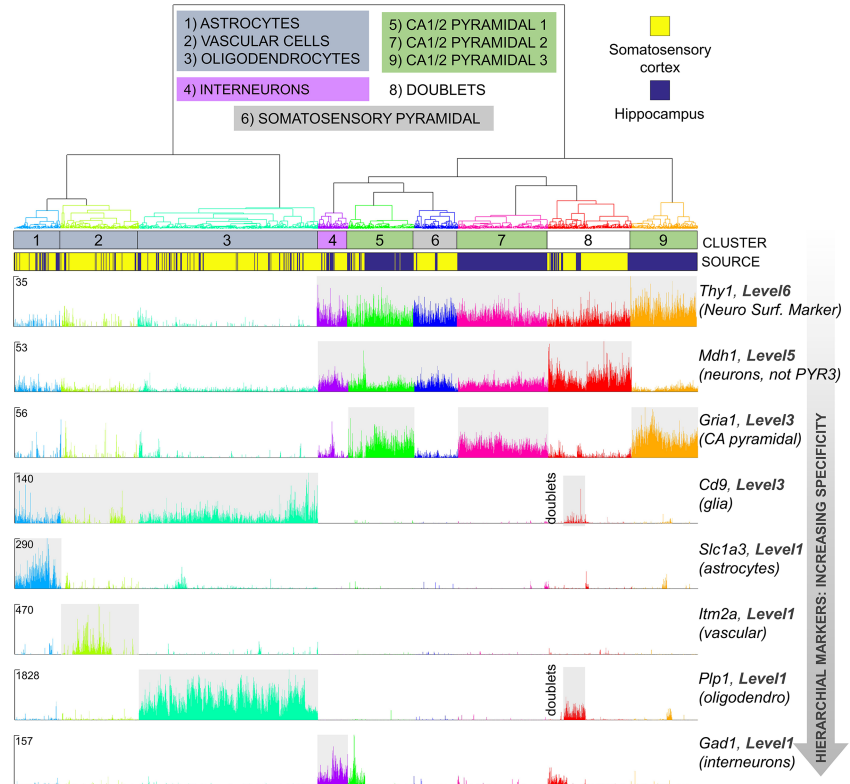 1) ASTROCYTES
2) VASCULAR CELLS
3) OLIGODENDROCYTES
4) INTERNEURONS
5) CA1/2 PYRAMIDAL 1
7) CA1/2 PYRAMIDAL 2
9) CA1/2 PYRAMIDAL 3
8) DOUBLETS
6) SOMATOSENSORY PYRAMIDAL
Somatosensory
cortex
Hippocampus
1 2 3 4 5 6 7 8 9 CLUSTER
SOURCE
35
Thy1, Level6
(Neuro Surf. Marker)
53
Mdh1, Level5
(neurons, not PYR3)
56
Gria1, Level3
(CA pyramidal)
140
doublets
Cd9, Level3
(glia)
290
Slc1a3, Level1
(astrocytes)
470
Itm2a, Level1
(vascular)
1828
doublets
Plp1, Level1
(oligodendro)
157
Gad1, Level1
(interneurons)
HIERARCHIAL MARKERS: INCREASING SPECIFICITY